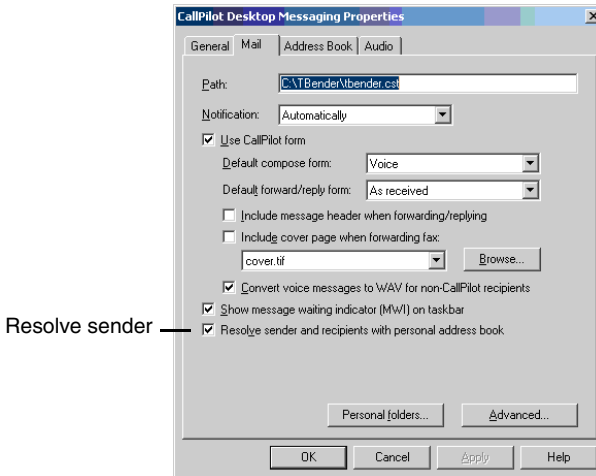 CallPilot Desktop Messaging Properties
General Mail Address Book Audio
Path: C:\TBender\tbender.cst
Notification: Automatically
Use CallPilot form
Default compose form: Voice
Default forward/reply form: As received
Include message header when forwarding/replying
Include cover page when forwarding fax:
cover.tif Browse...
Convert voice messages to WAV for non-CallPilot recipients
Show message waiting indicator (MWI) on taskbar
Resolve sender Resolve sender and recipients with personal address book
Personal folders... Advanced...
OK Cancel Apply Help